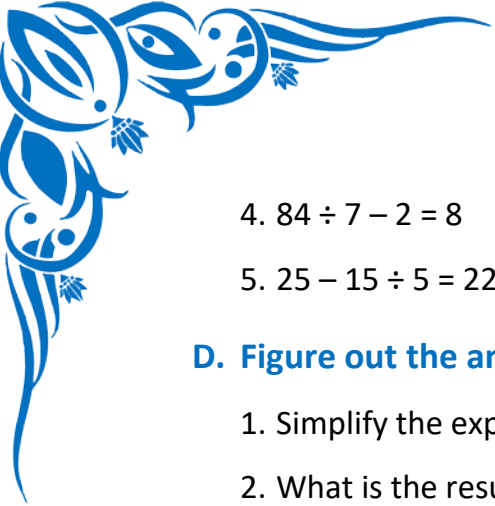 4. 84 ÷ 7 – 2 = 8
5. 25 – 15 ÷ 5 = 22
D. Figure out the
1. Simplify the
2. What is the